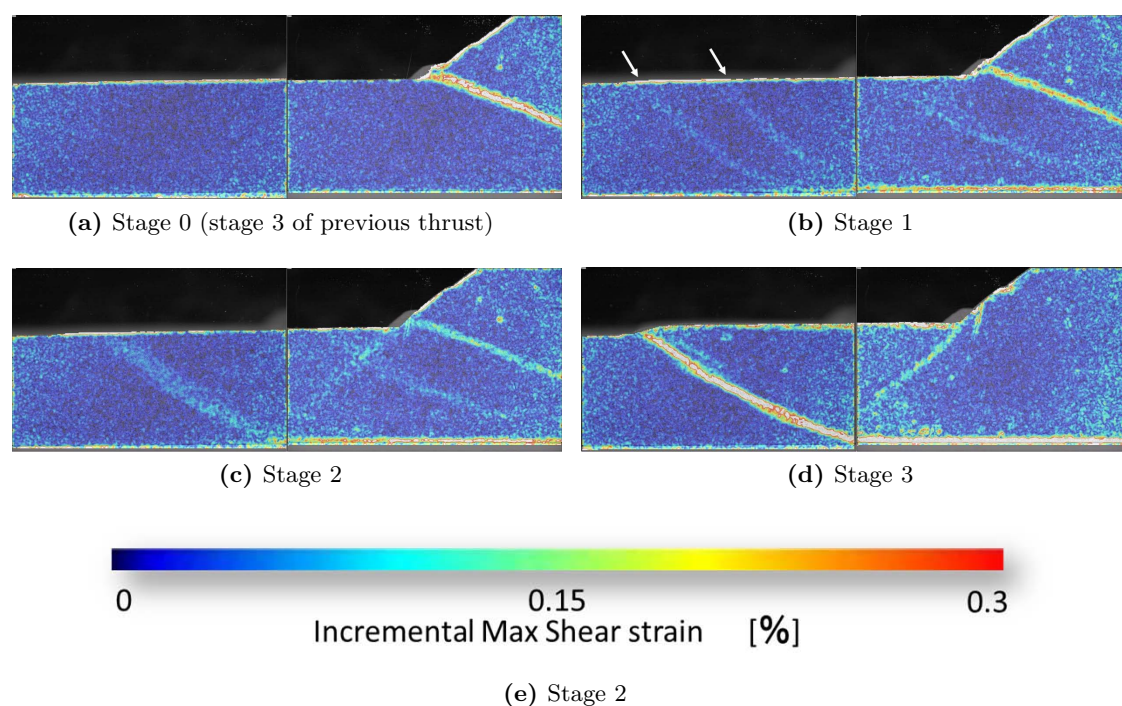 (a) Stage 0 (stage 3 of previous thrust)
(b) Stage 1
(c) Stage 2
(d) Stage 3
0 0.15 0.3
Incremental Max Shear strain [%]
(e) Stage 2